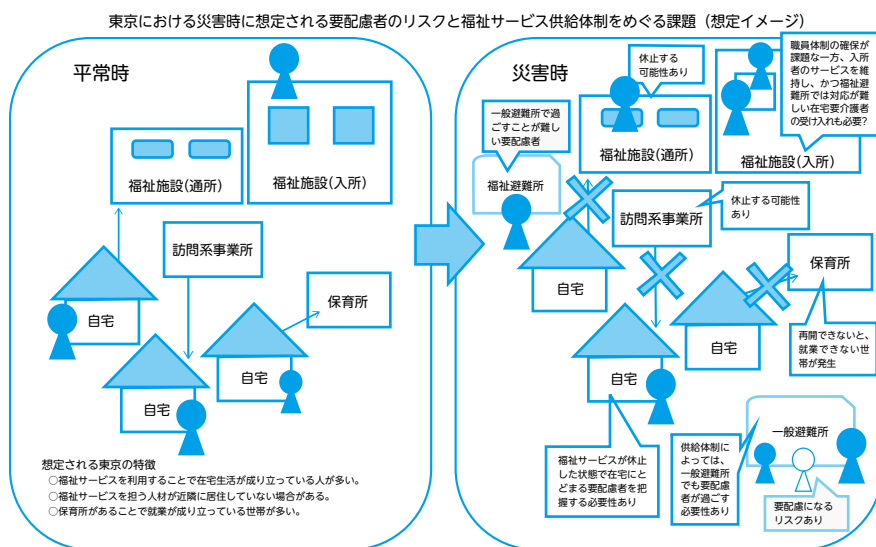 東京における災害時に想定される要配慮者のリスクと福祉サービス供給体制をめぐる課題（想定イメージ）
平常時
福祉施設(通所)
福祉施設(入所)
訪問系事業所
自宅
保育所
自宅
自宅
想定される東京の特徴
○福祉サービスを利用することで在宅生活が成り立っている人が多い。
○福祉サービスを担う人材が近隣に居住していない場合がある。
○保育所があることで就業が成り立っている世帯が多い。
災害時
休止する
可能性あり
職員体制の確保が
課題な一方、入所
者のサービスを維
持し、かつ福祉避
難所では対応が難
しい在宅要介護者
の受け入れも必要?
一般避難所で過
ごすことが難し
い要配慮者
福祉施設(通所)
福祉施設(入所)
福祉避難所
訪問系事業所
休止する可能性
あり
自宅
保育所
自宅
自宅
再開できないと、
就業できない世
帯が発生
福祉サービスが休止
した状態で在宅にと
どまる要配慮者を把
握する必要性あり
供給体制に
よっては、
一般避難所
でも要配慮
者が過ごす
必要性あり
一般避難所
要配慮になる
リスクあり